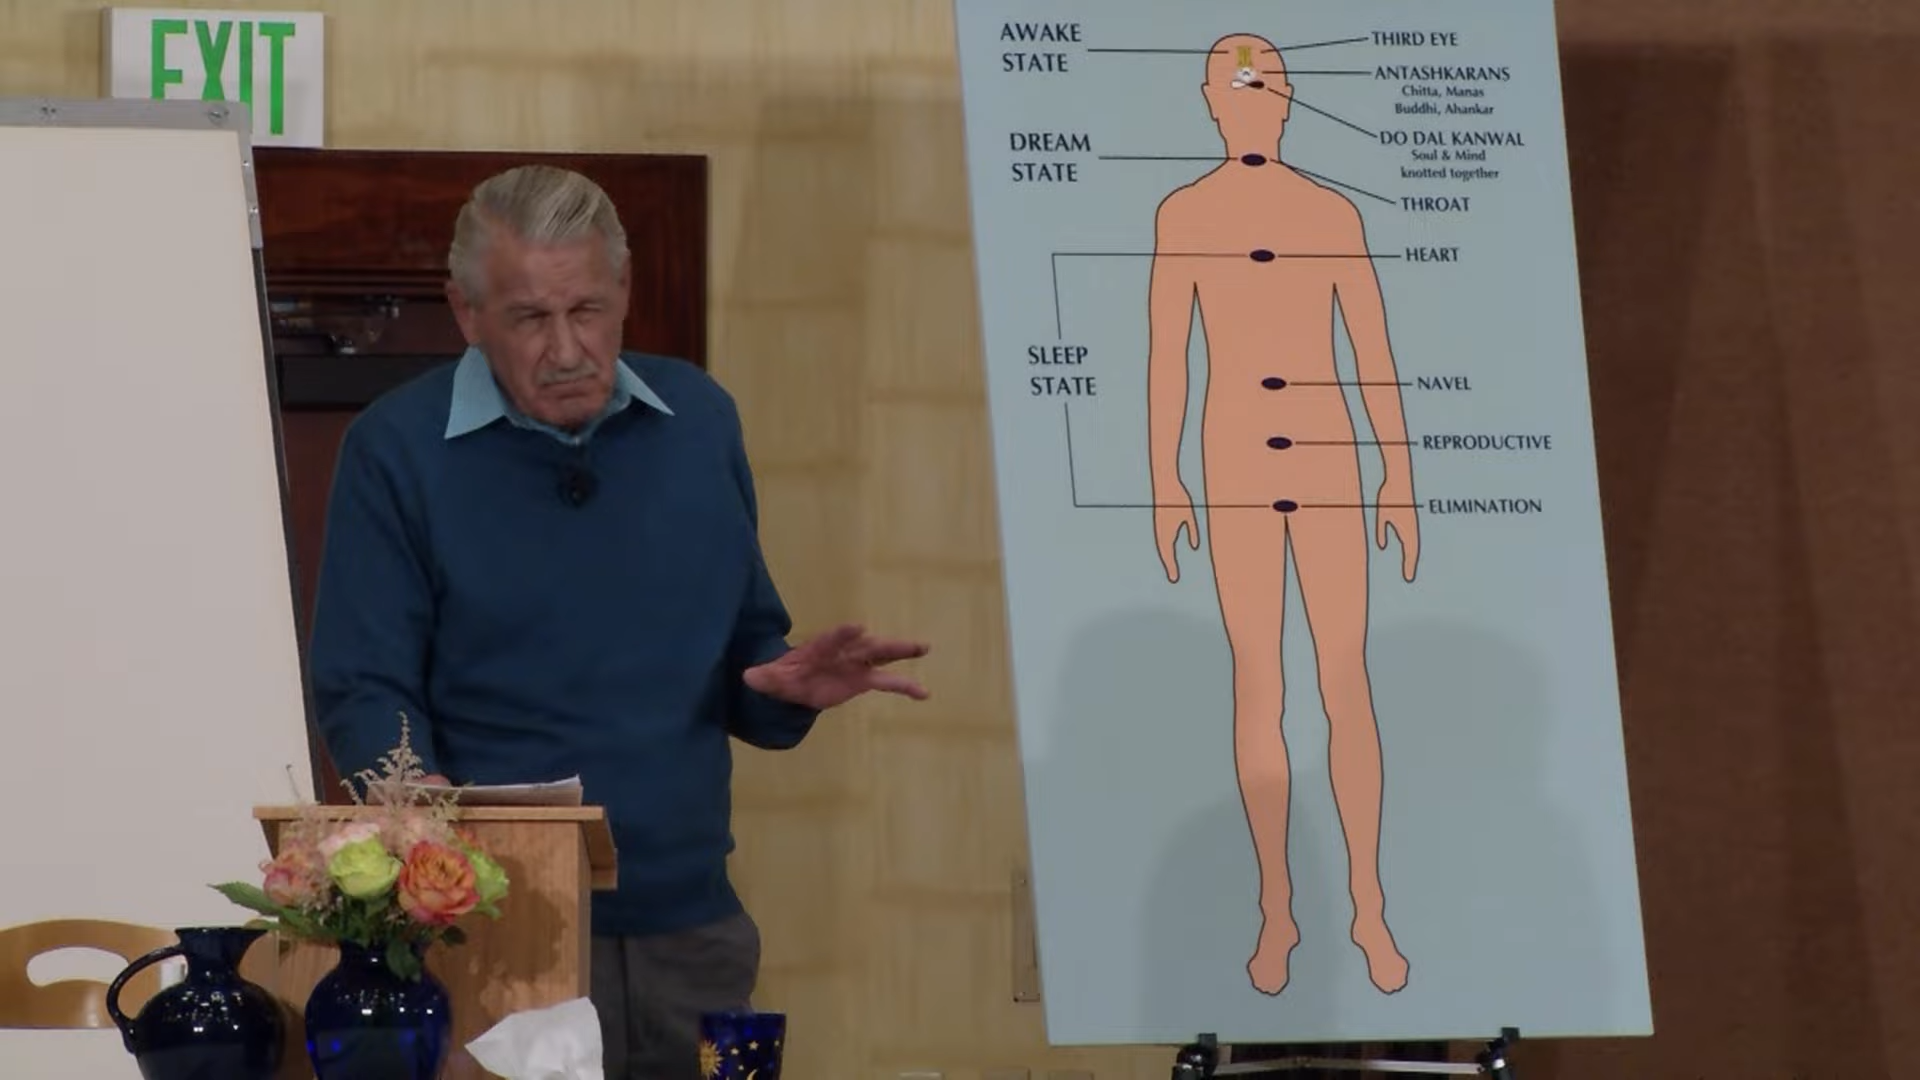 EXIT
AWAKE
STATE
THIRD EYE
ANTASHKARANS
Chitta, Manas
Buddhi, Ahankar
DREAM
STATE
DO DAL KANWAL
Soul & Mind
knotted together
THROAT
HEART
SLEEP
STATE
NAVEL
REPRODUCTIVE
ELIMINATION